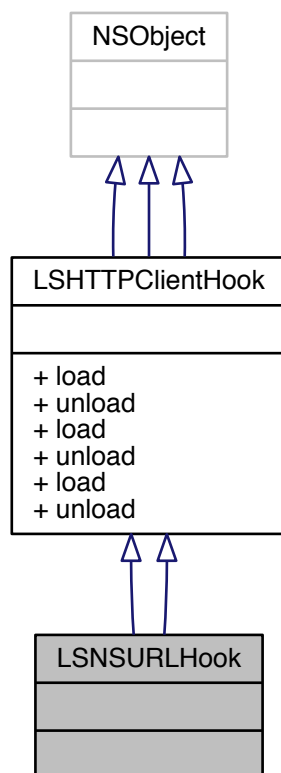 NSObject
LSHTTPClientHook
+ load
+ unload
+ load
+ unload
+ load
+ unload
LSNSURLHook